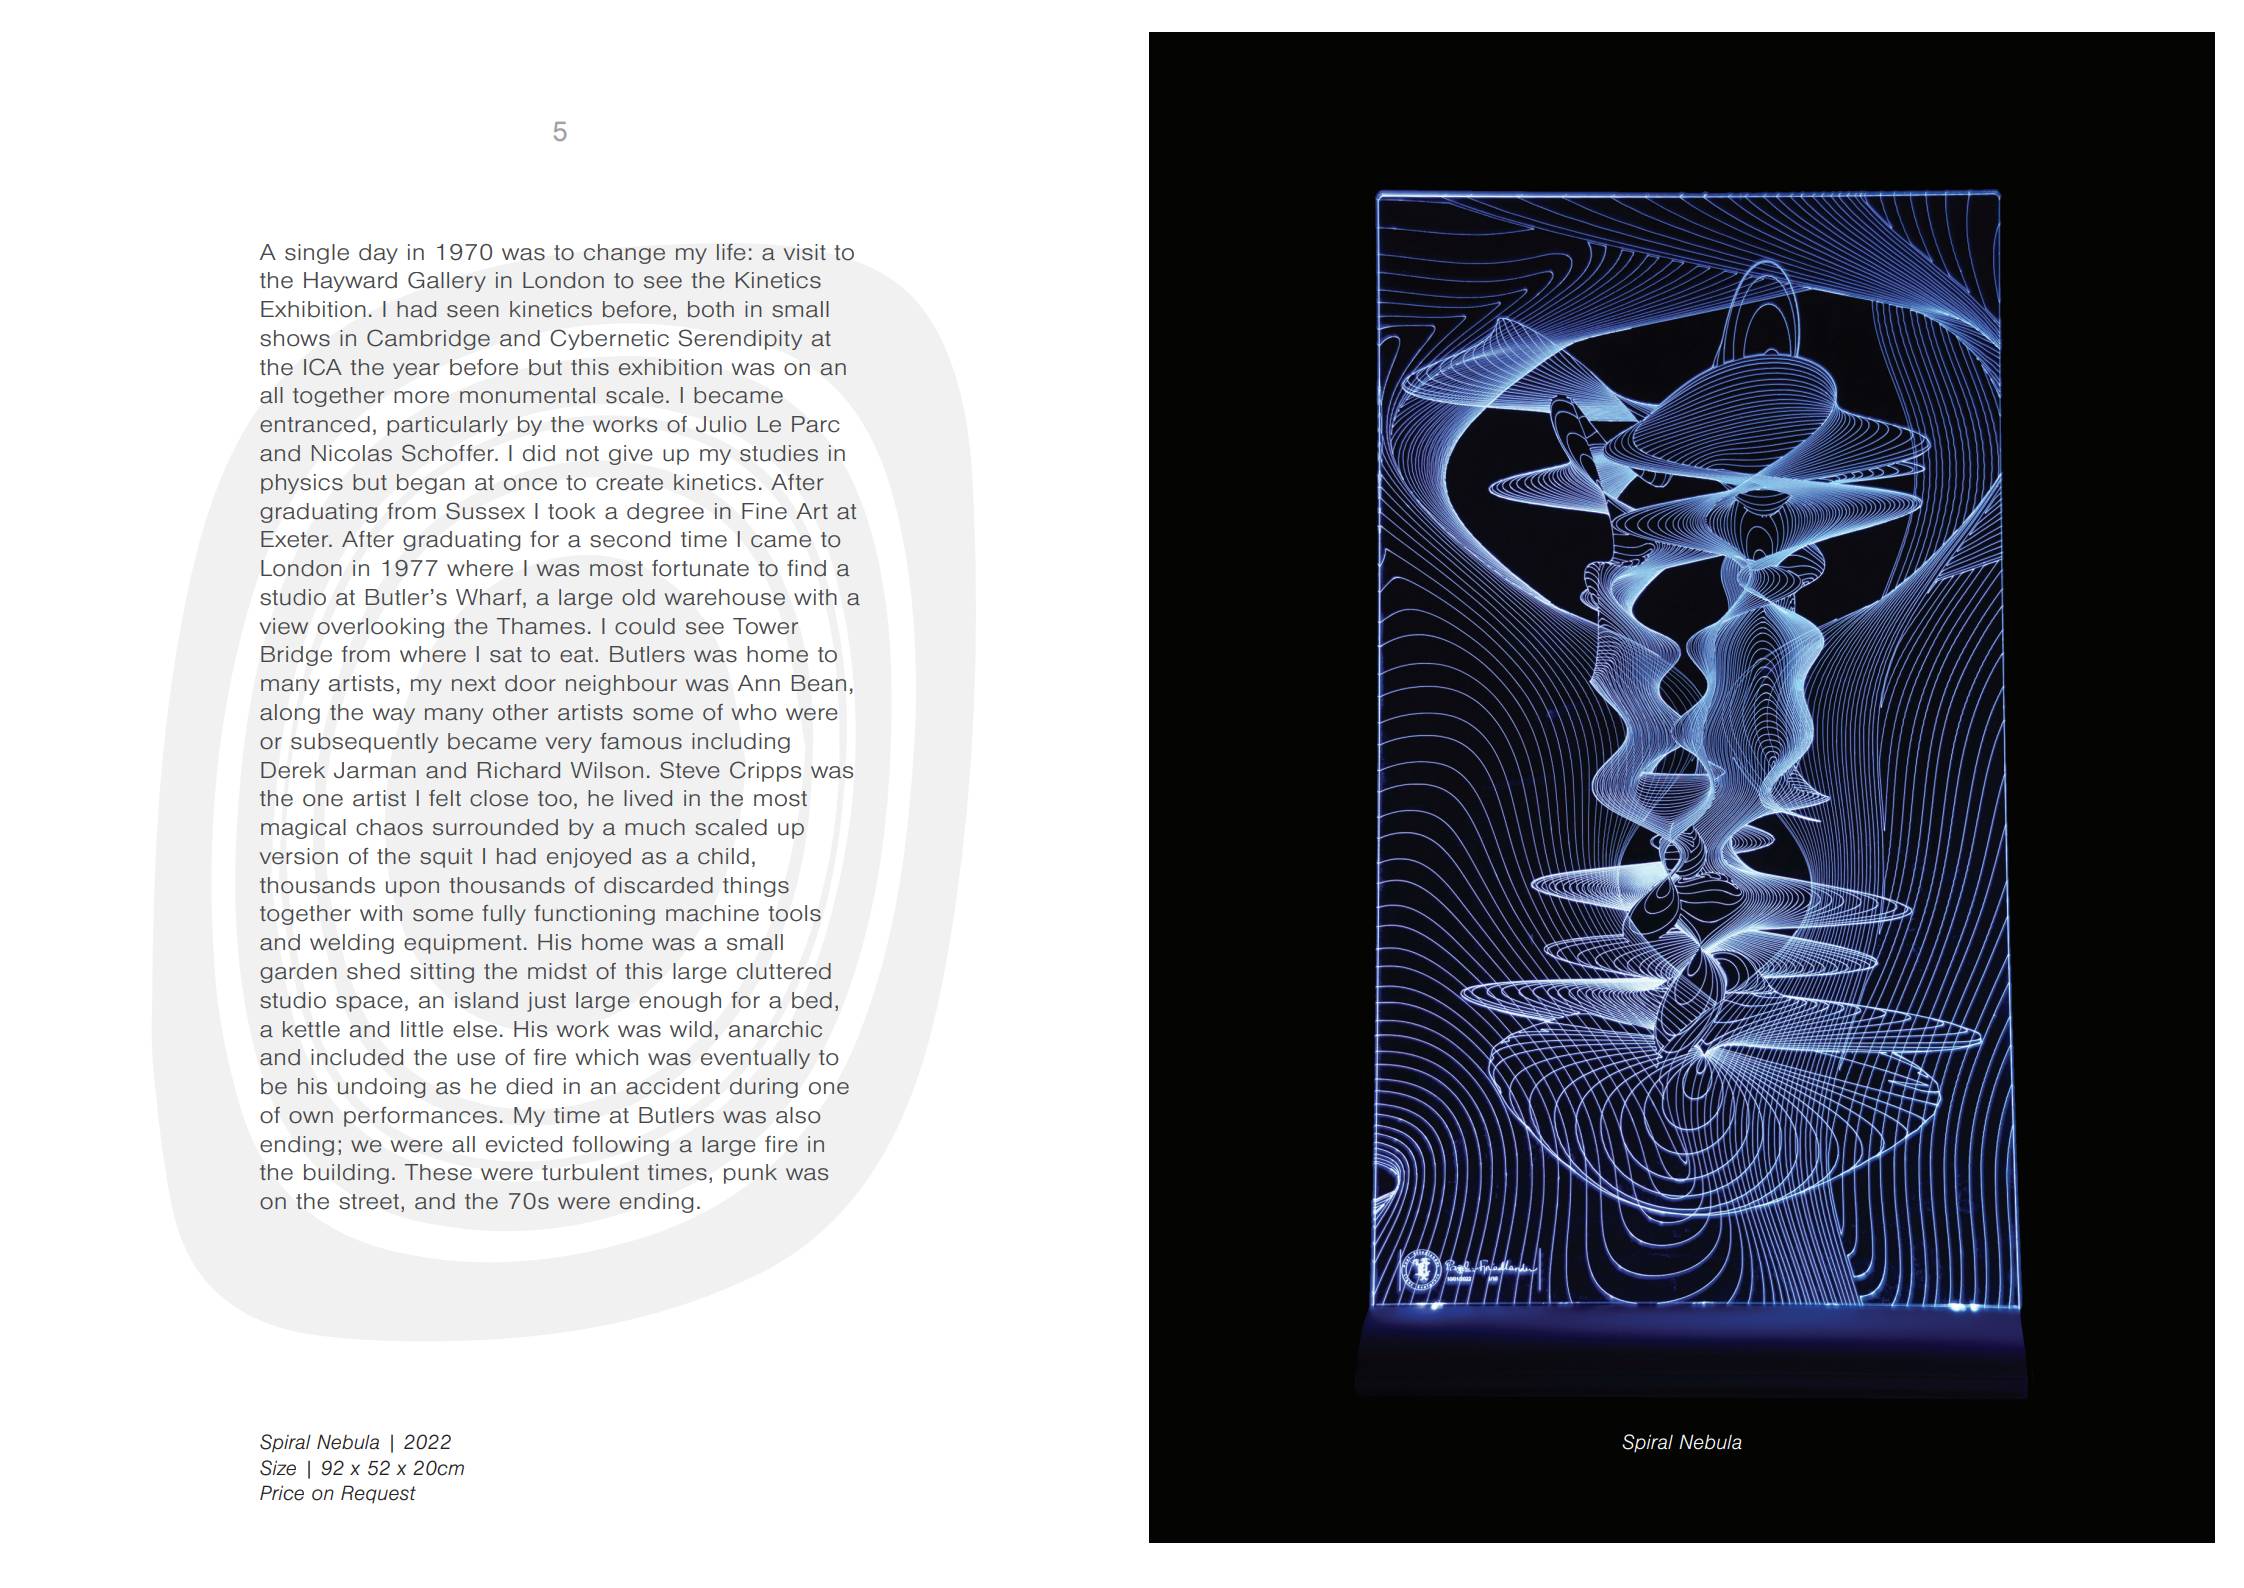 5
A single day in 1970 was to change my life: a visit to
the Hayward Gallery in London to see the Kinetics
Exhibition. I had seen kinetics before, both in small
shows in Cambridge and Cybernetic Serendipity at
the ICA the year before but this exhibition was on an
all together more monumental scale. I became
entranced, particularly by the works of Julio Le Parc
and Nicolas Schoffer. I did not give up my studies in
physics but began at once to create kinetics. After
graduating from Sussex I took a degree in Fine Art at
Exeter. After graduating for a second time I came to
London in 1977 where I was most fortunate to find a
studio at Butler’s Wharf, a large old warehouse with a
view overlooking the Thames. I could see Tower
Bridge from where I sat to eat. Butlers was home to
many artists, my next door neighbour was Ann Bean,
along the way many other artists some of who were
or subsequently became very famous including
Derek Jarman and Richard Wilson. Steve Cripps was
the one artist I felt close too, he lived in the most
magical chaos surrounded by a much scaled up
version of the squit I had enjoyed as a child,
thousands upon thousands of discarded things
together with some fully functioning machine tools
and welding equipment. His home was a small
garden shed sitting the midst of this large cluttered
studio space, an island just large enough for a bed,
a kettle and little else. His work was wild, anarchic
and included the use of fire which was eventually to
be his undoing as he died in an accident during one
of own performances. My time at Butlers was also
ending; we were all evicted following a large fire in
the building. These were turbulent times, punk was
on the street, and the 70s were ending.
Spiral Nebula | 2022
Size | 92 x 52 x 20cm
Price on Request
Paul Friedlander
Spiral Nebula